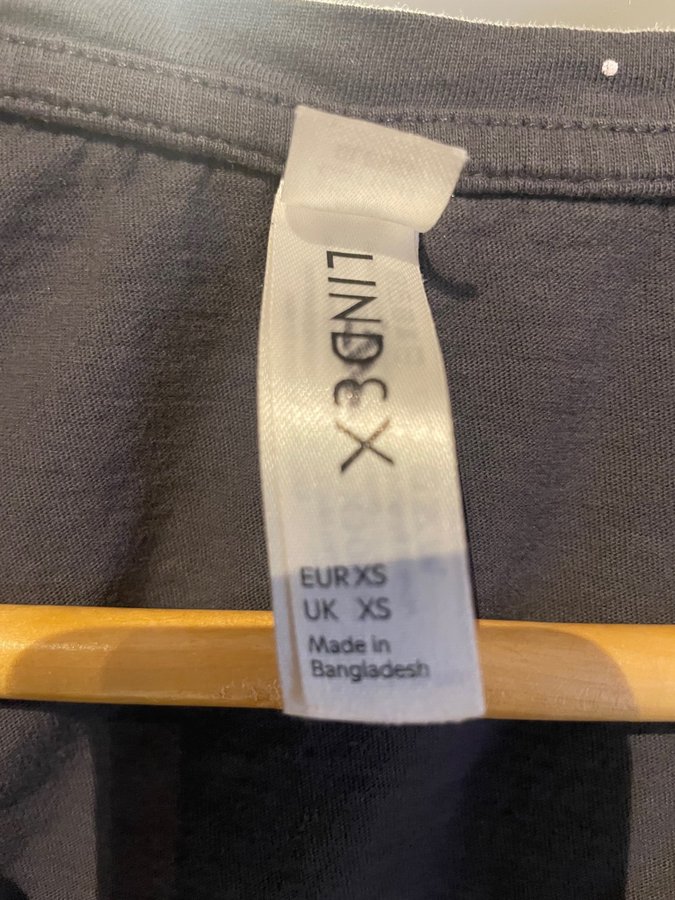 LINDEX
EUR XS
UK XS
Made in
Bangladesh